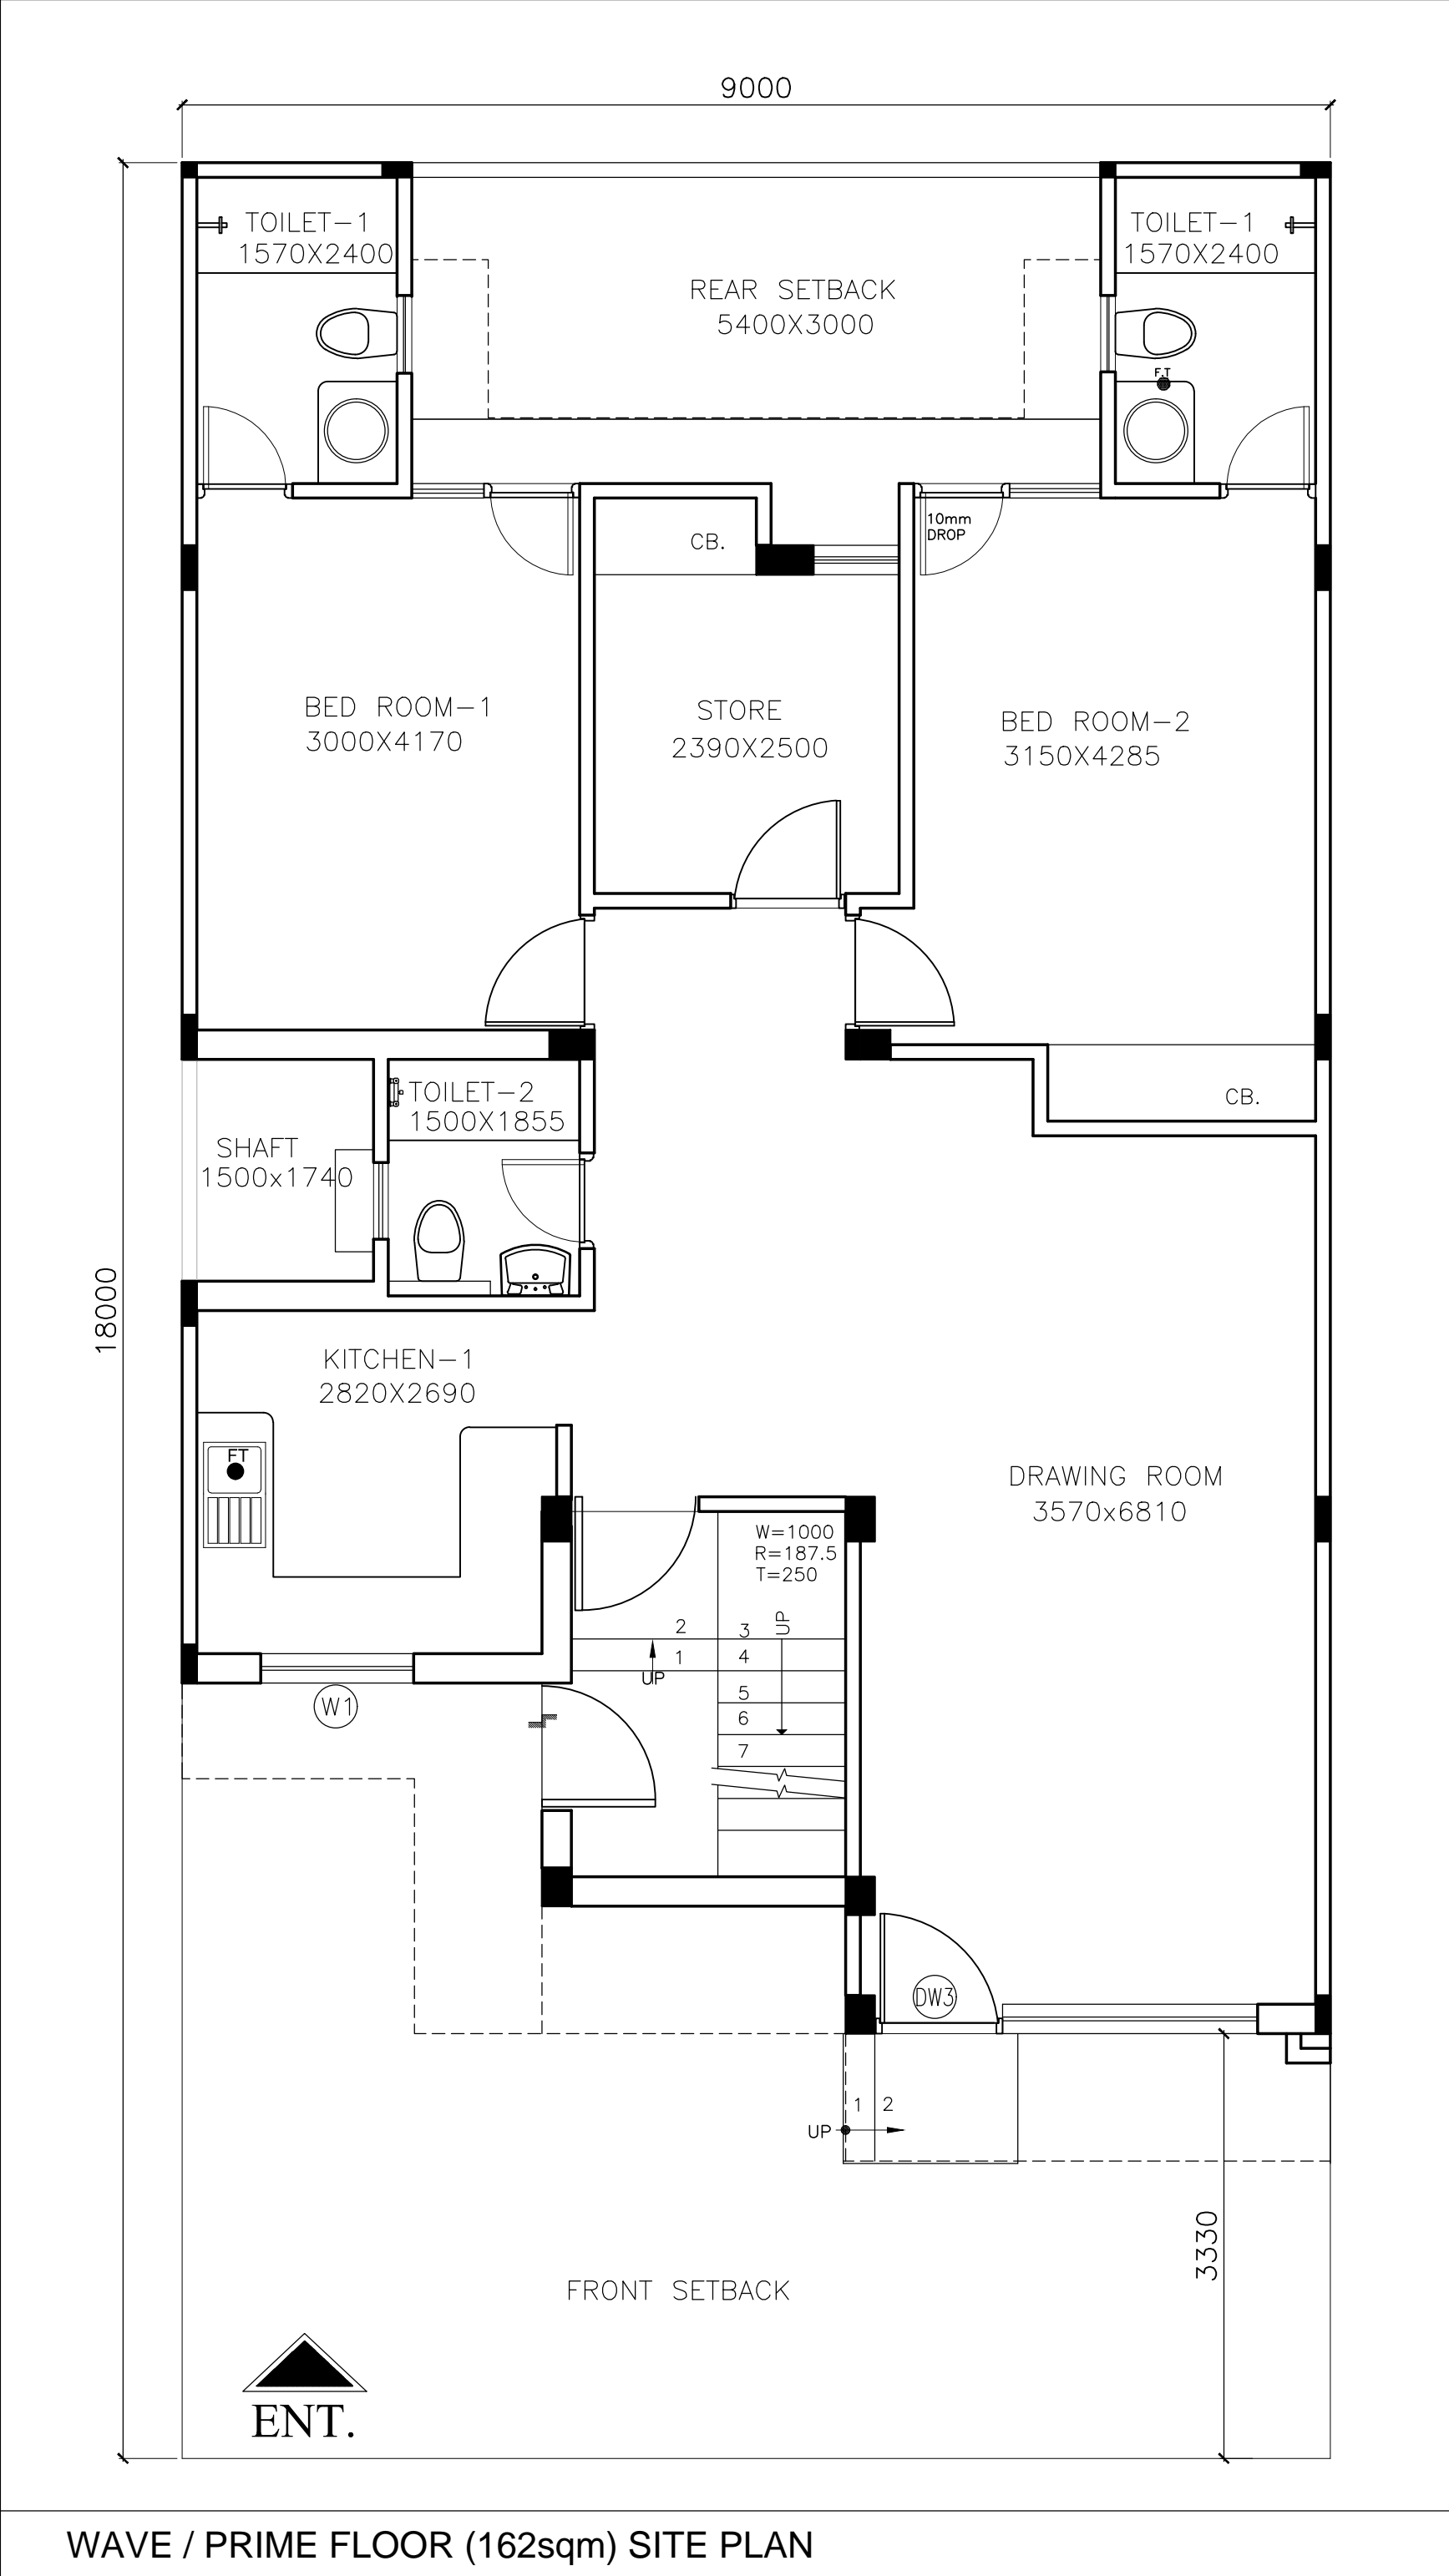 9000
TOILET-1
1570X2400
TOILET-1
1570X2400
REAR SETBACK
5400X3000
F.T
10mm
DROP
CB.
BED ROOM-1
3000X4170
STORE
2390X2500
BED ROOM-2
3150X4285
TOILET-2
1500X1855
CB.
SHAFT
1500x1740
18000
KITCHEN-1
2820X2690
FT
DRAWING ROOM
3570x6810
W=1000
R=187.5
T=250
UP
2
3
1
4
UP
5
6
7
W1
DW3
1
2
UP
3330
FRONT SETBACK
ENT.
WAVE / PRIME FLOOR (162sqm) SITE PLAN